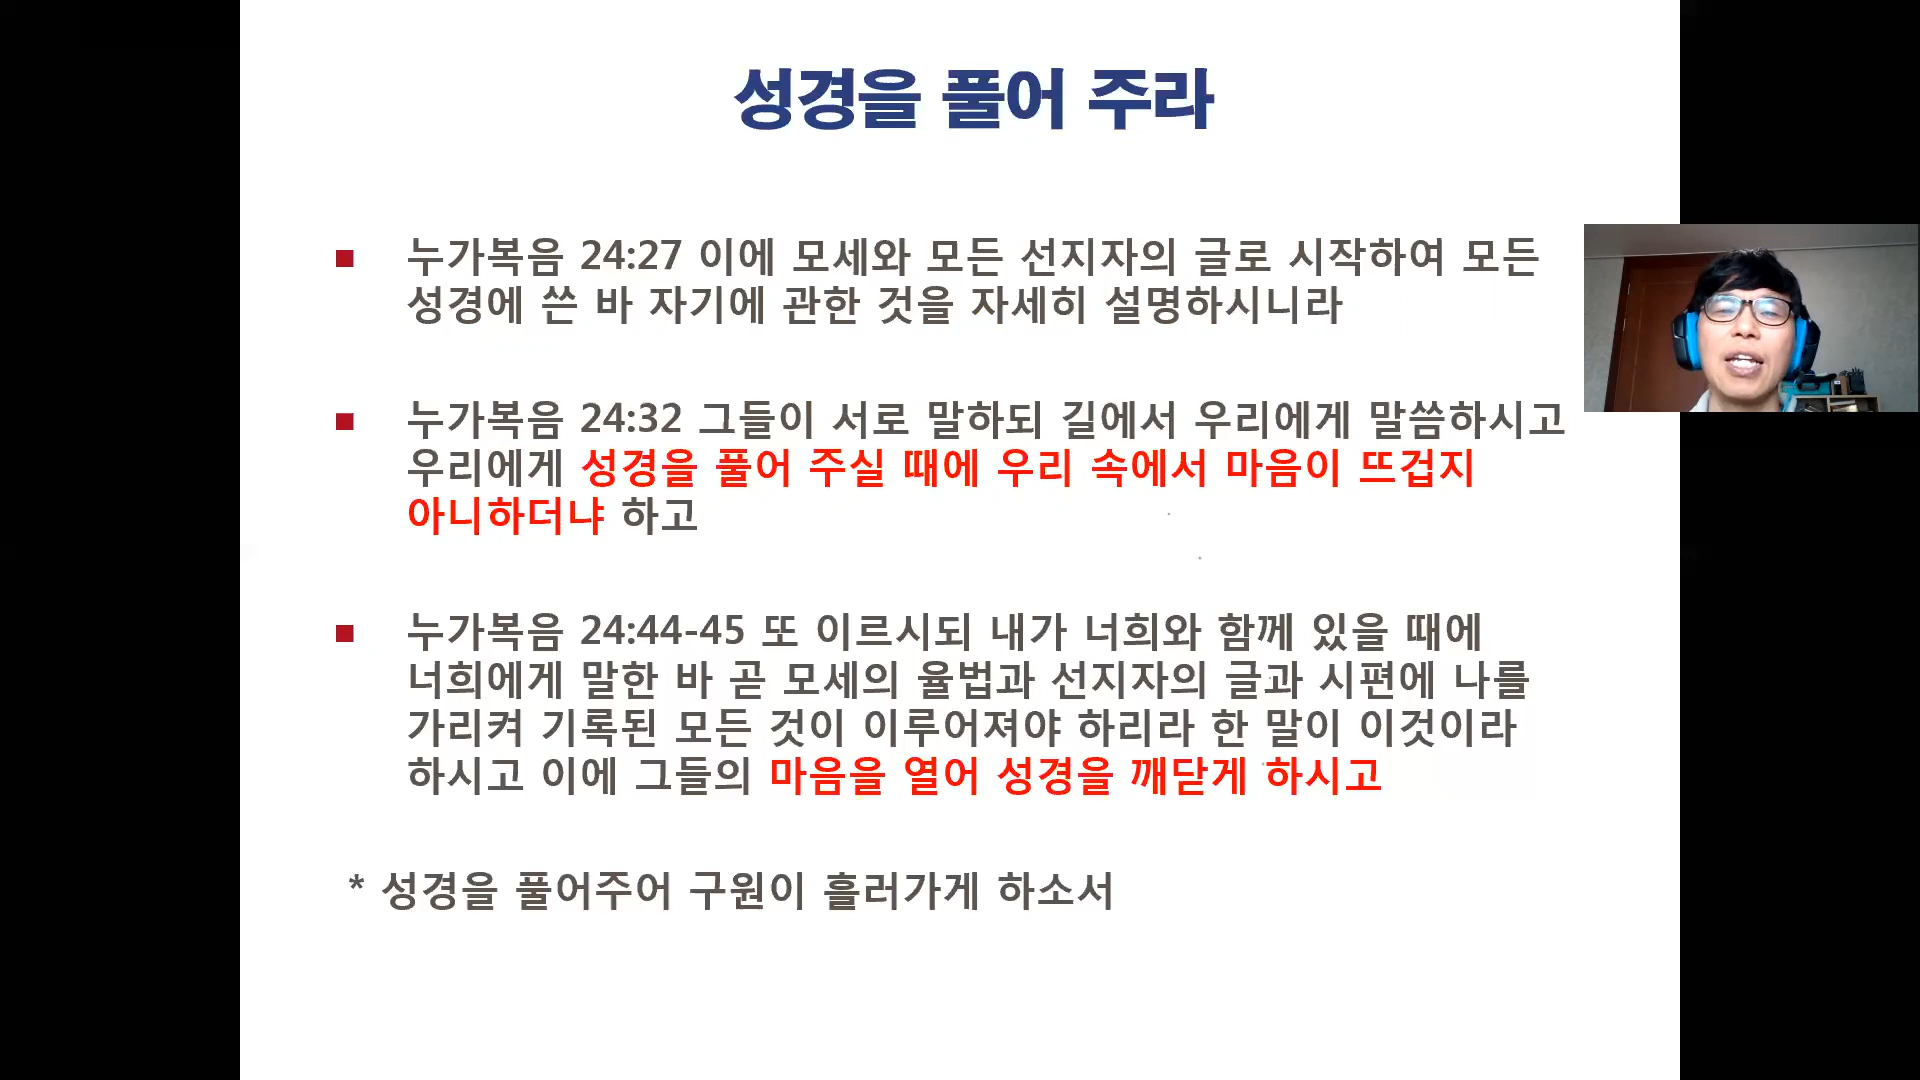 성경을 풀어 주라
■ 누가복음 24:27 이에 모세와 모든 선지자의 글로 시작하여 모든
성경에 쓴 바 자기에 관한 것을 자세히 설명하시니라
■ 누가복음 24:32 그들이 서로 말하되 길에서 우리에게 말씀하시고
우리에게 성경을 풀어 주실 때에 우리 속에서 마음이 뜨겁지
아니하더냐 하고
■ 누가복음 24:44-45 또 이르시되 내가 너희와 함께 있을 때에
너희에게 말한 바 곧 모세의 율법과 선지자의 글과 시편에 나를
가리켜 기록된 모든 것이 이루어져야 하리라 한 말이 이것이라
하시고 이에 그들의 마음을 열어 성경을 깨닫게 하시고
* 성경을 풀어주어 구원이 흘러가게 하소서